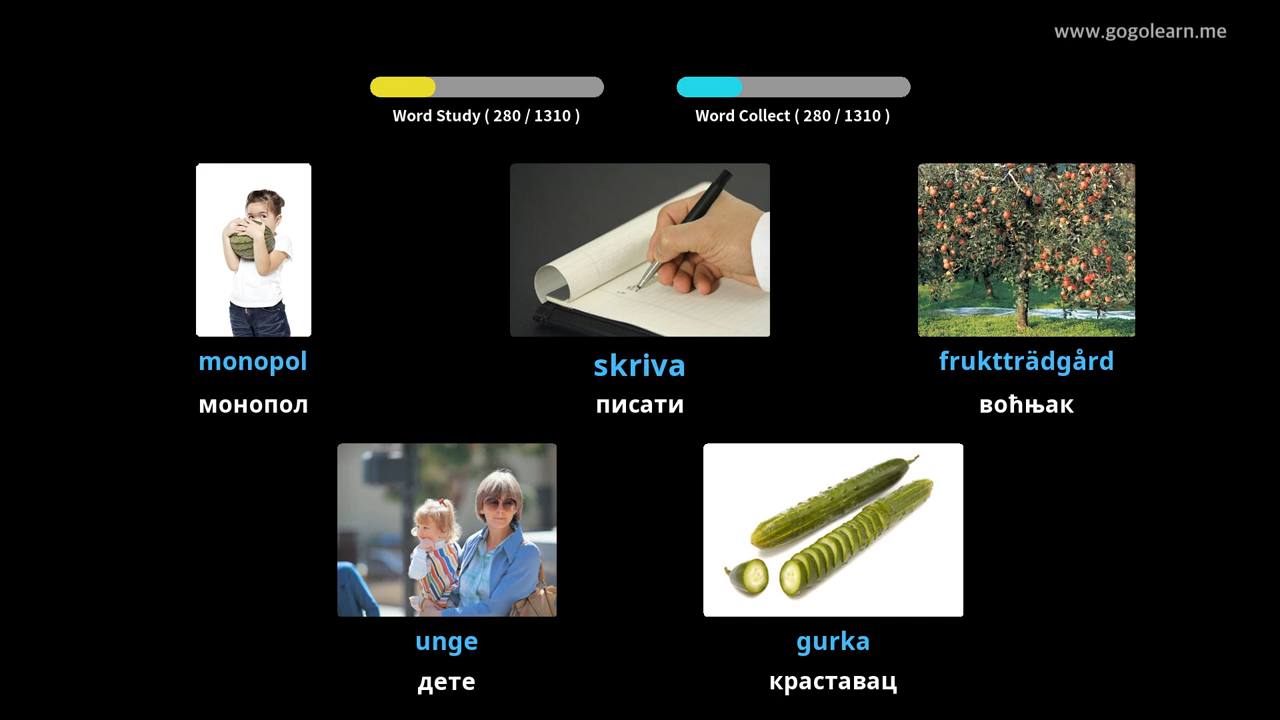 www.gogolearn.me
Word Study ( 280 / 1310 )
Word Collect ( 280 / 1310 )
monopol
монопол
skriva
писати
fruktträdgård
воћњак
unge
дете
gurka
краставац